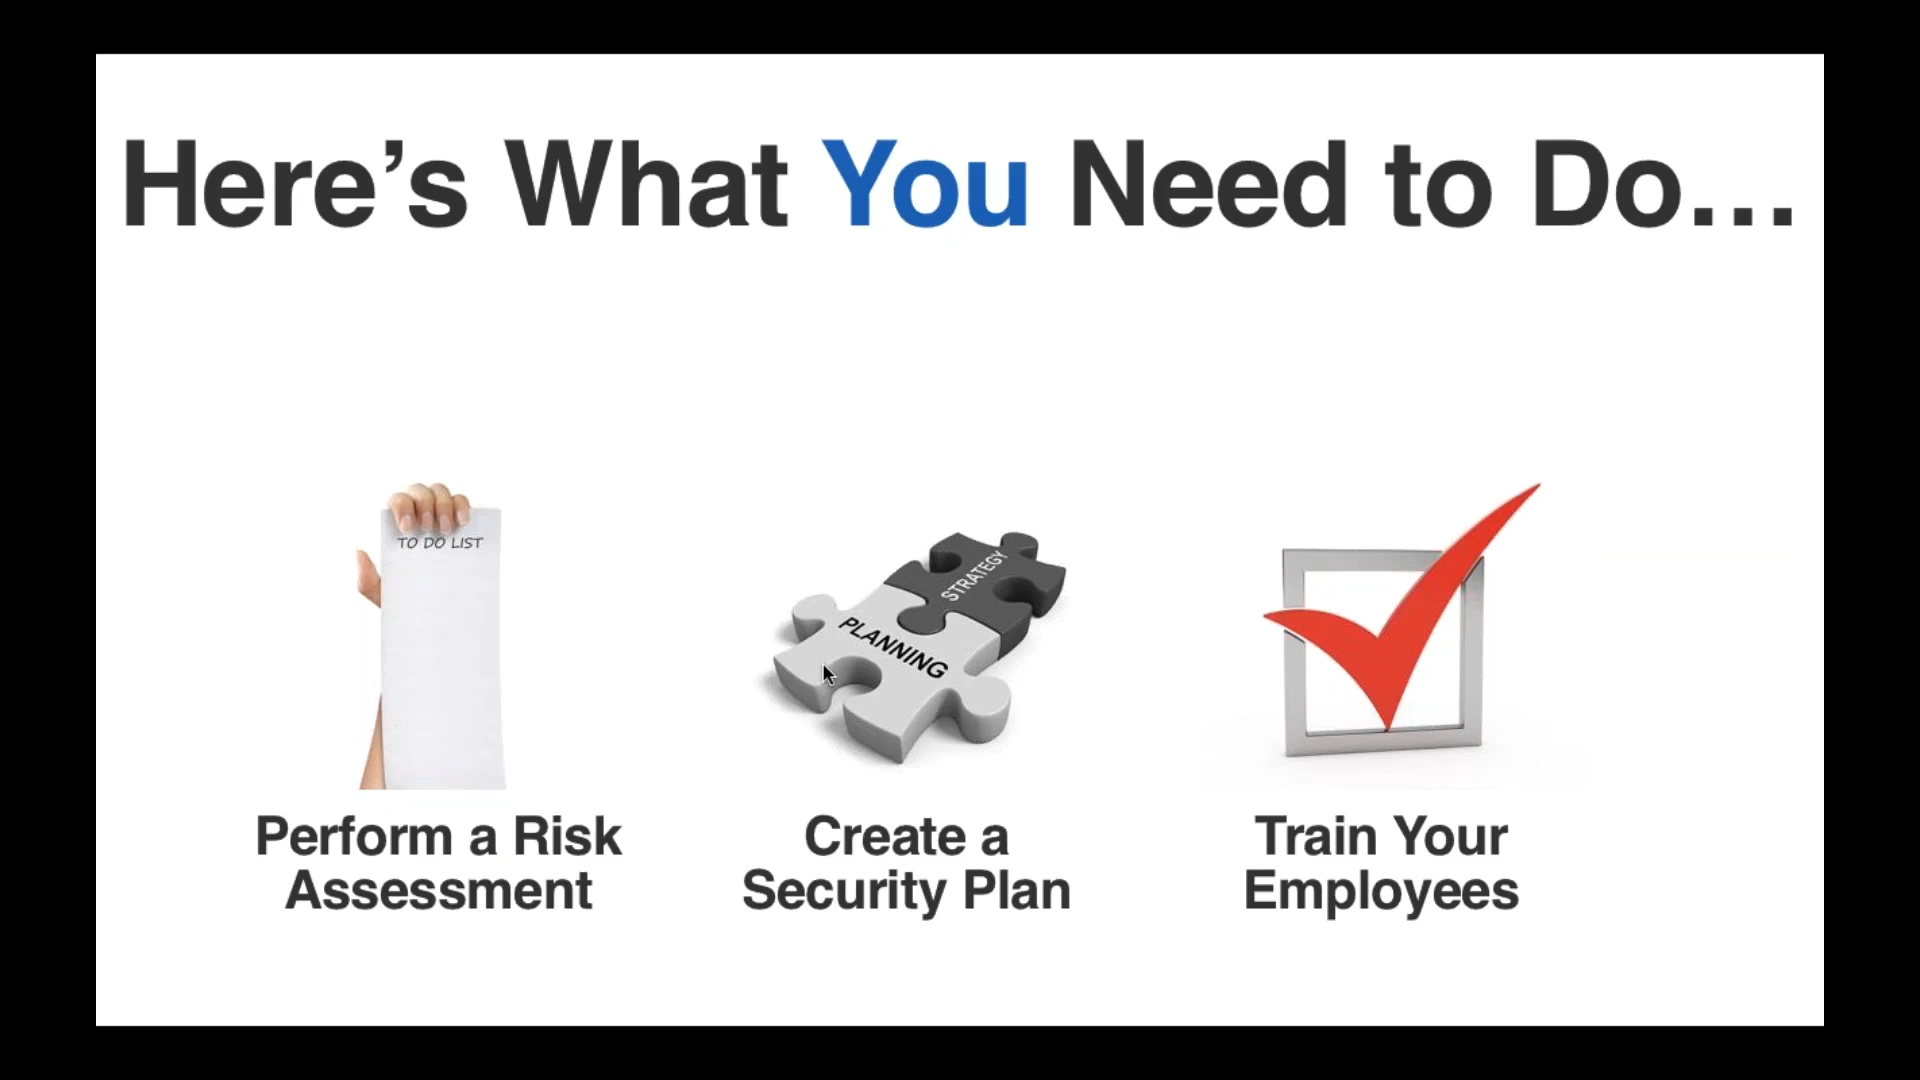 Here’s What You Need to Do…
TO DO LIST
STRATEGY
PLANNING
Perform a Risk
Assessment
Create a
Security Plan
Train Your
Employees